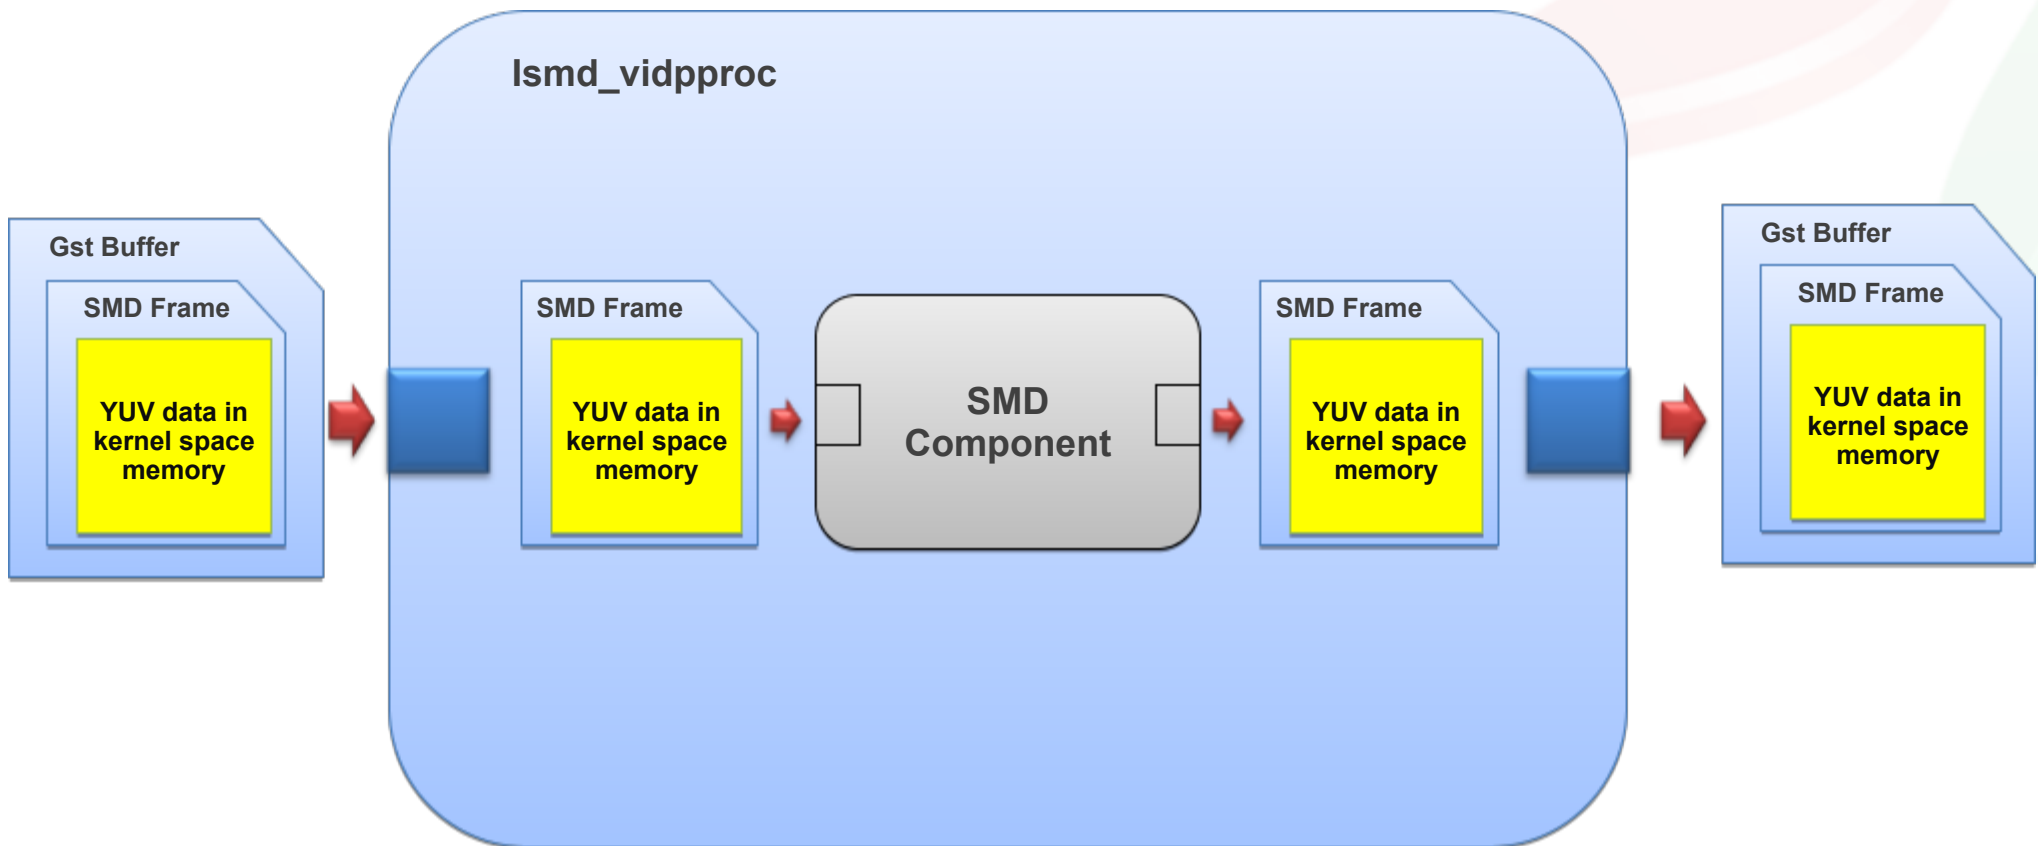 Ismd_vidpproc
Gst Buffer
SMD Frame
YUV data in
kernel space
memory
SMD Frame
YUV data in
kernel space
memory
SMD
Component
SMD Frame
YUV data in
kernel space
memory
Gst Buffer
SMD Frame
YUV data in
kernel space
memory